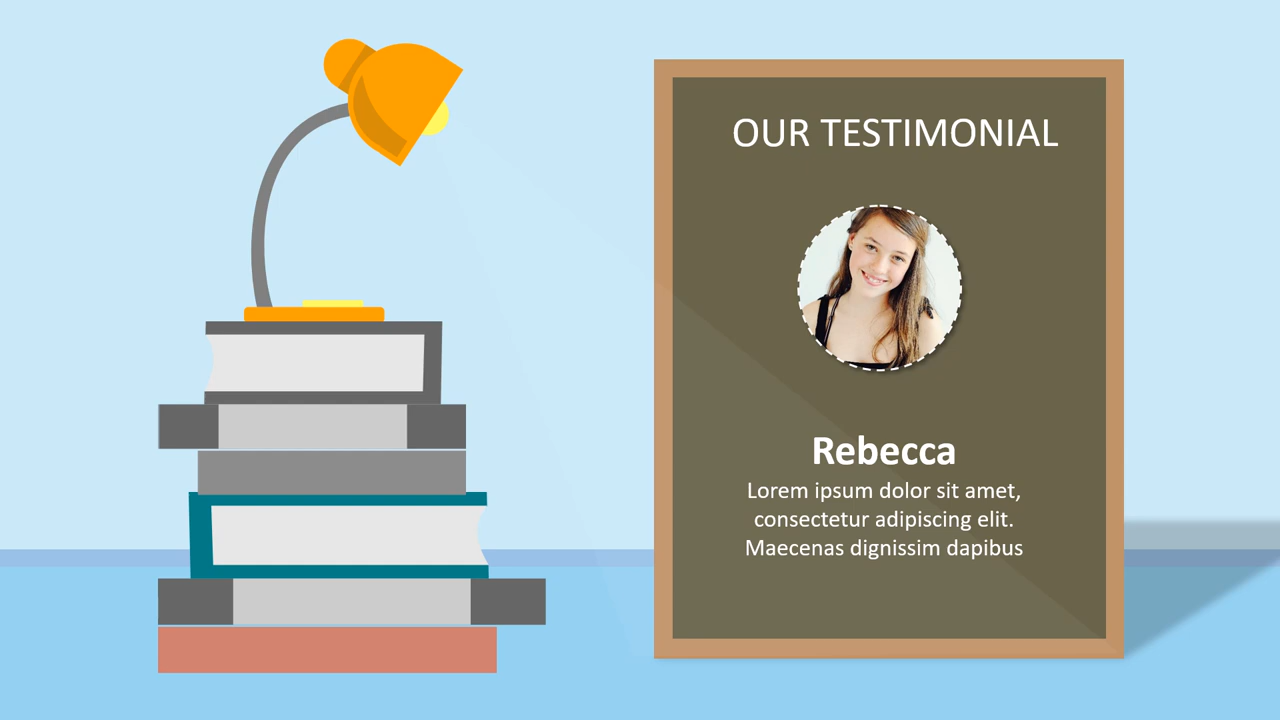 OUR TESTIMONIAL
Rebecca
Lorem ipsum dolor sit amet,
consectetur adipiscing elit.
Maecenas dignissim dapibus